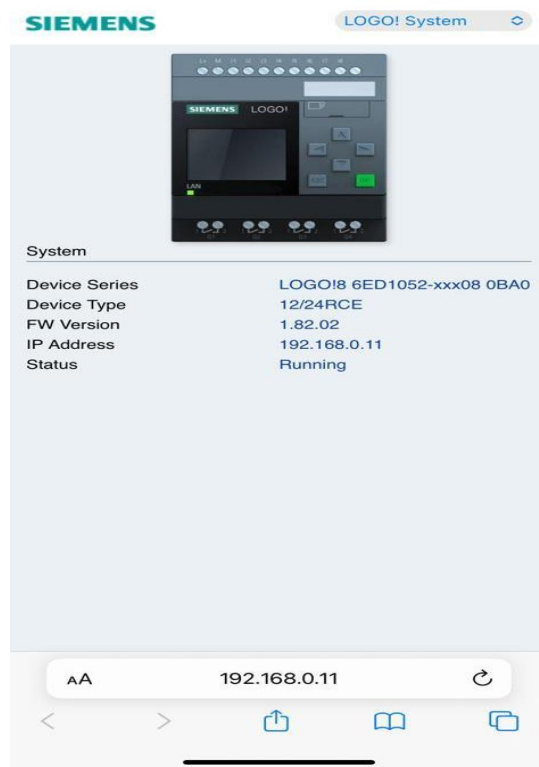 SIEMENS
LOGO! System
SIEMENS LOGO!
LAN
System
Device Series LOGO!8 6ED1052-xxx08 0BA0
Device Type 12/24RCE
FW Version 1.82.02
IP Address 192.168.0.11
Status Running
AA 192.168.0.11